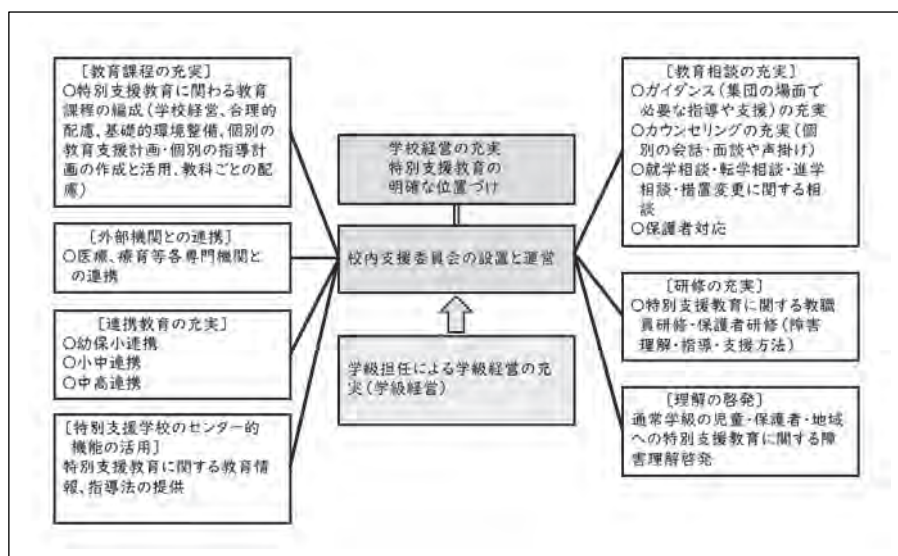 [教育課程の充実]
○特別支援教育に関わる教育
課程の編成(学校経営、合理的
配慮、基礎的環境整備、個別の
教育支援計画・個別の指導計
画の作成と活用、教科ごとの配
慮)
[外部機関との連携]
○医療、療育等各専門機関と
の連携
[連携教育の充実]
○幼保小連携
○小中連携
○中高連携
[特別支援学校のセンター的
機能の活用]
特別支援教育に関する教育情
報、指導法の提供
学校経営の充実
特別支援教育の
明確な位置づけ
校内支援委員会の設置と運営
学級担任による学級経営の充
実(学級経営)
[教育相談の充実]
○ガイダンス(集団の場面で
必要な指導や支援)の充実
○カウンセリングの充実(個
別の会話・面談や声掛け)
○就学相談・転学相談・進学
相談・措置変更に関する相
談
○保護者対応
[研修の充実]
○特別支援教育に関する教職
員研修・保護者研修(障害
理解・指導・支援方法)
[理解の啓発]
通常学級の児童・保護者・地域
への特別支援教育に関する障
害理解啓発